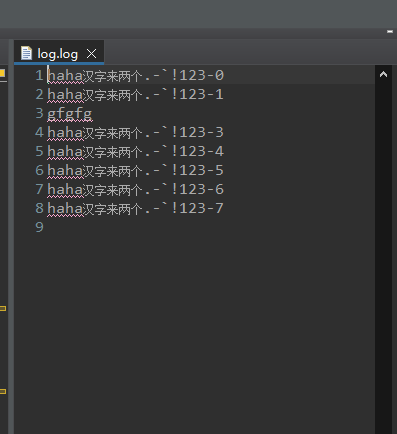 log.log
1 haha汉字来两个.-`!123-0
2 haha汉字来两个.-`!123-1
3 gfgfg
4 haha汉字来两个.-`!123-3
5 haha汉字来两个.-`!123-4
6 haha汉字来两个.-`!123-5
7 haha汉字来两个.-`!123-6
8 haha汉字来两个.-`!123-7
9